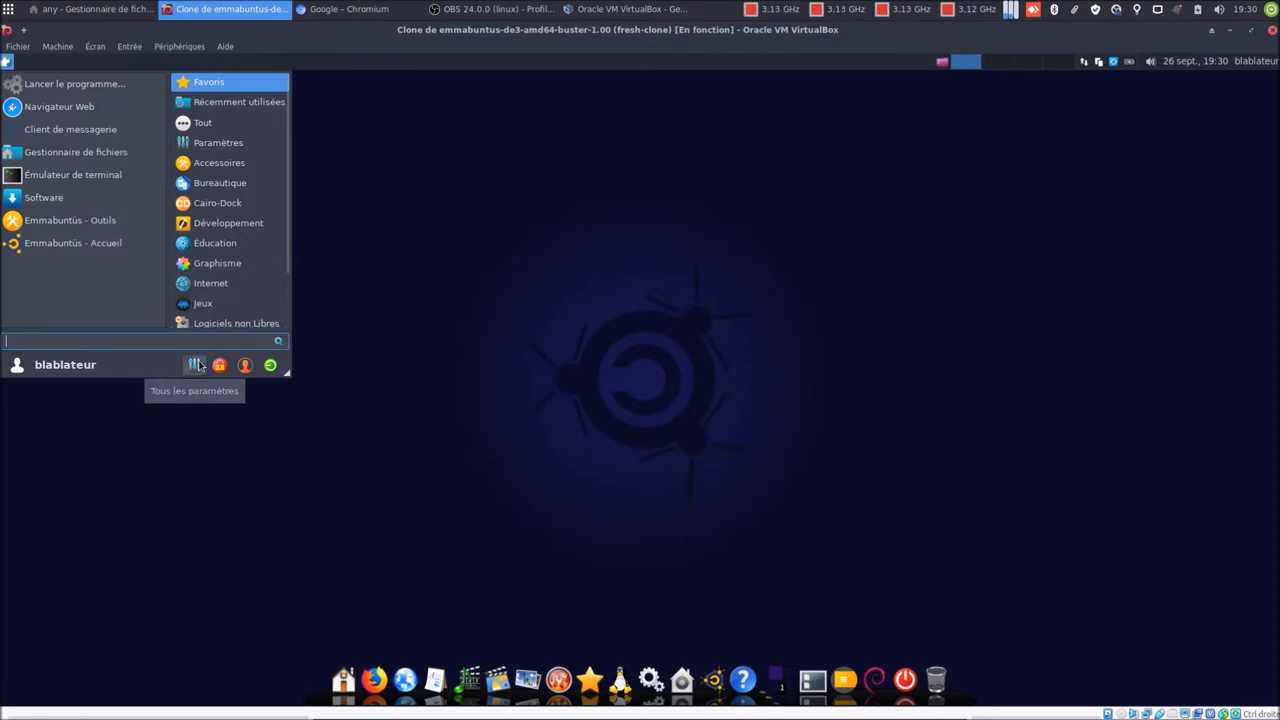 any - Gestionnaire de fich... Clone de emmabuntus-de... Google – Chromium OBS 24.0.0 (linux) - Profil... Oracle VM VirtualBox - Ge... 3,13 GHz 3,13 GHz 3,13 GHz 3,12 GHz 19:30
Clone de emmabuntus-de3-amd64-buster-1.00 (fresh-clone) [En fonction] - Oracle VM VirtualBox
Fichier Machine Écran Entrée Périphériques Aide
26 sept., 19:30 blablateur
Lancer le programme...
Navigateur Web
Client de messagerie
Gestionnaire de fichiers
Émulateur de terminal
Software
Emmabuntüs - Outils
Emmabuntüs - Accueil
Favoris
Récemment utilisées
Tout
Paramètres
Accessoires
Bureautique
Cairo-Dock
Développement
Éducation
Graphisme
Internet
Jeux
Logiciels non Libres
blablateur
Tous les paramètres
1
Ctrl droite